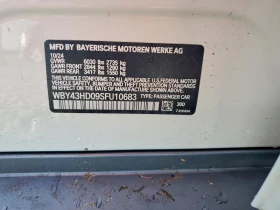 MFD. BY BAYERISCHE MOTOREN WERKE AG
10/24
GVWR 6030 lbs 2735 kg
GAWR FRONT 2844 lbs 1290 kg
GAWR REAR 3417 lbs 1550 kg
THIS VEHICLE CONFORMS TO ALL APPLICABLE U.S. FEDERAL MOTOR
VEHICLE SAFETY, BUMPER, AND THEFT PREVENTION STANDARDS
IN EFFECT ON THE DATE OF MANUFACTURE SHOWN ABOVE.
WBY43HD09SFU10683 TYPE: PASSENGER CAR
300